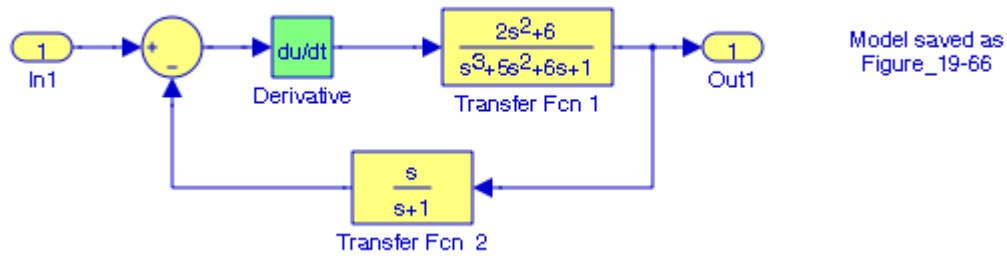 1
In1
+
−
du/dt
Derivative
2s²+6
s³+5s²+6s+1
Transfer Fcn 1
1
Out1
Model saved as
Figure_19-66
s
s+1
Transfer Fcn 2